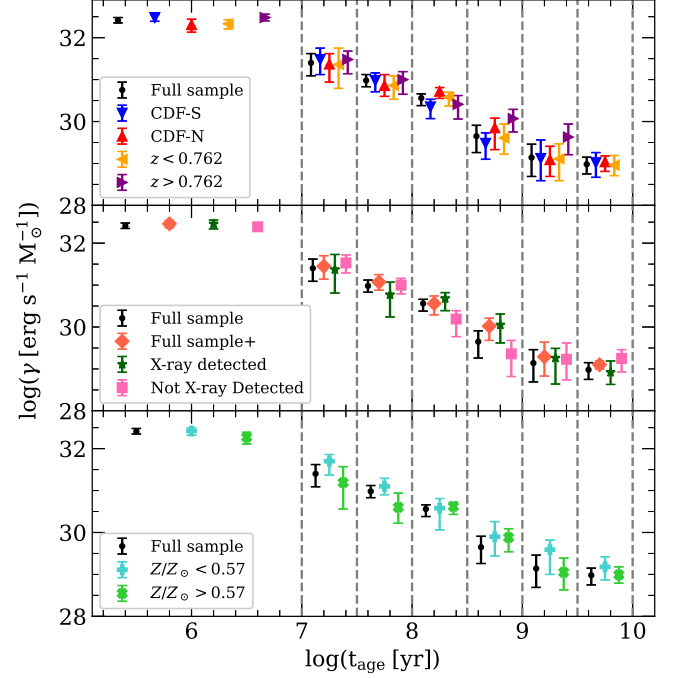 32
30
28
Full sample
CDF-S
CDF-N
z < 0.762
z > 0.762
log(γ [erg s⁻¹ M⊙⁻¹])
32
30
28
Full sample
Full sample+
X-ray detected
Not X-ray Detected
32
30
28
Full sample
Z/Z⊙ < 0.57
Z/Z⊙ > 0.57
6 7 8 9 10
log(tage [yr])